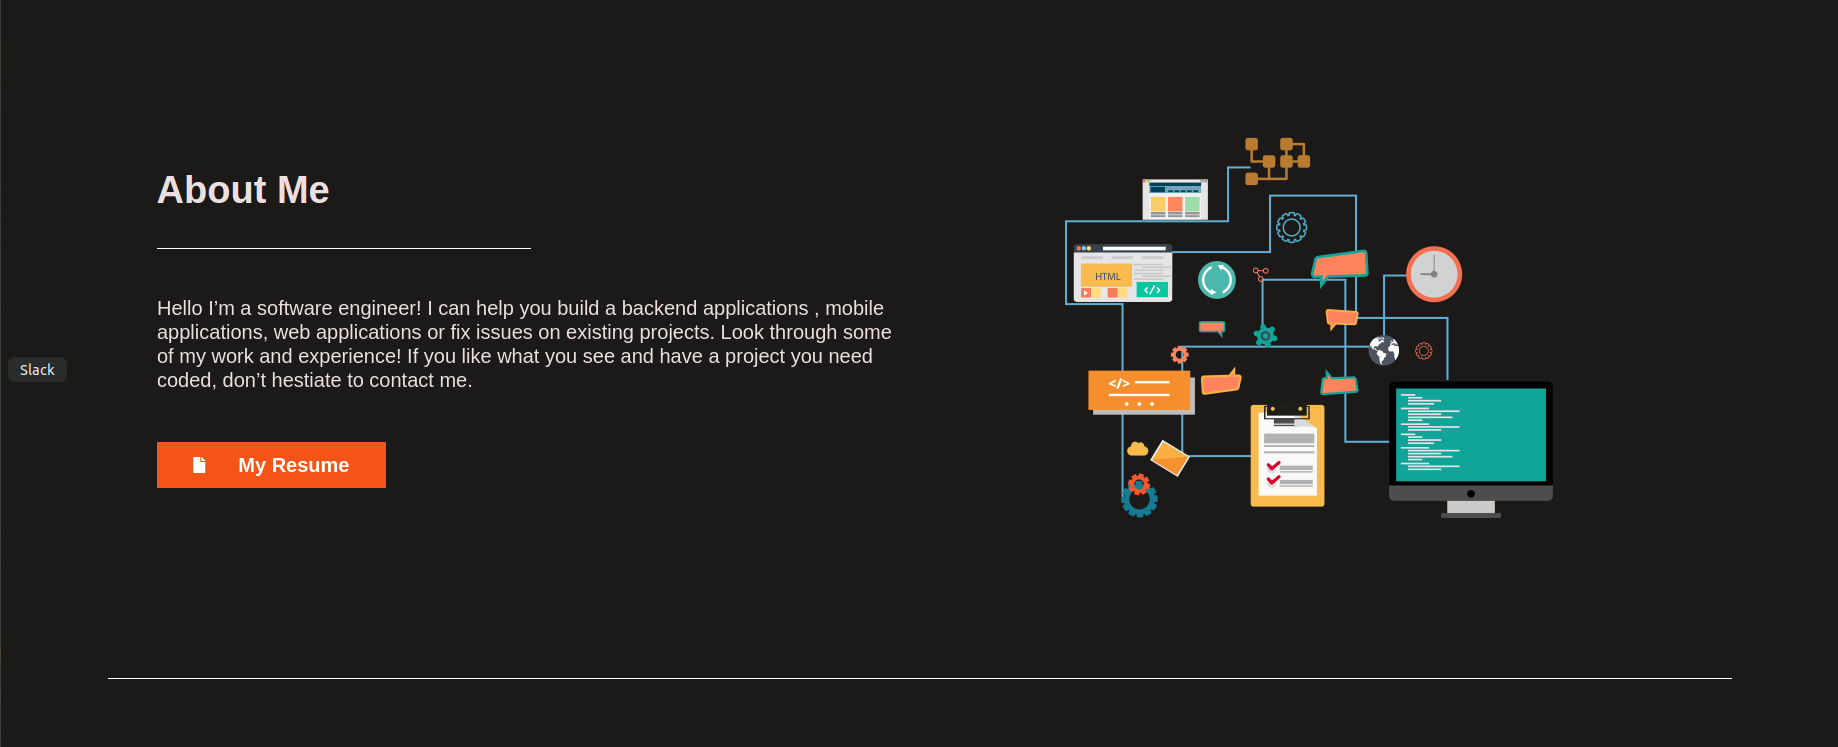 About Me
Hello I’m a software engineer! I can help you build a backend applications , mobile
applications, web applications or fix issues on existing projects. Look through some
of my work and experience! If you like what you see and have a project you need
coded, don’t hestiate to contact me.
Slack
My Resume
HTML
</>
</>